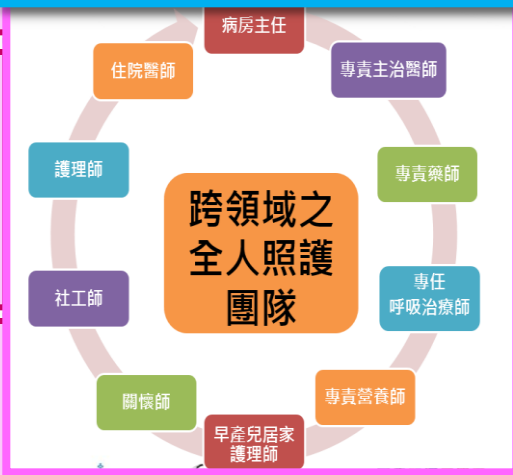 病房主任
專責主治醫師
專責藥師
專任
呼吸治療師
專責營養師
早產兒居家
護理師
關懷師
社工師
護理師
住院醫師
跨領域之
全人照護
團隊